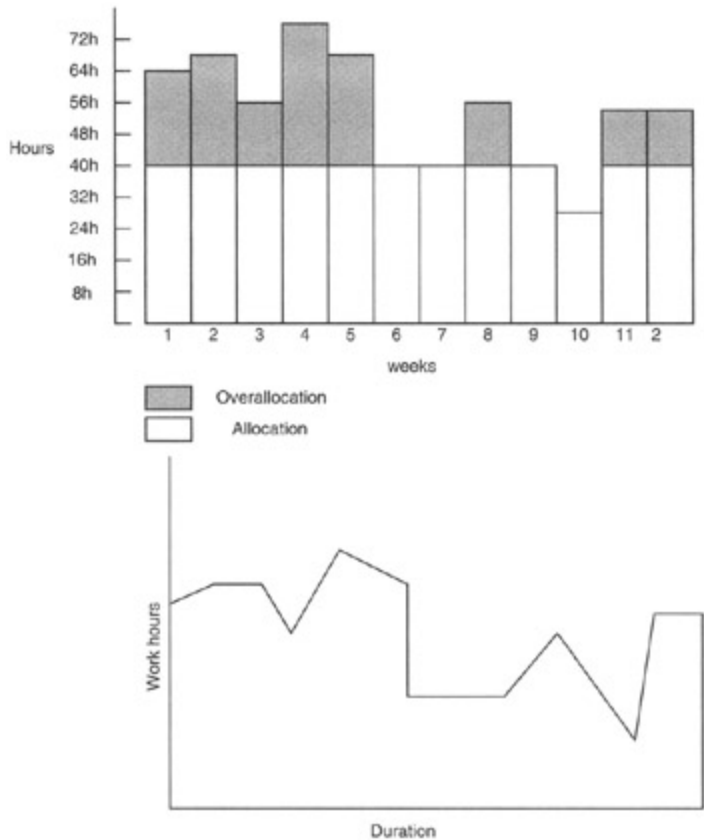 72h
64h
56h
Hours
48h
40h
32h
24h
16h
8h
1 2 3 4 5 6 7 8 9 10 11 2
weeks
Overallocation
Allocation
Work hours
Duration